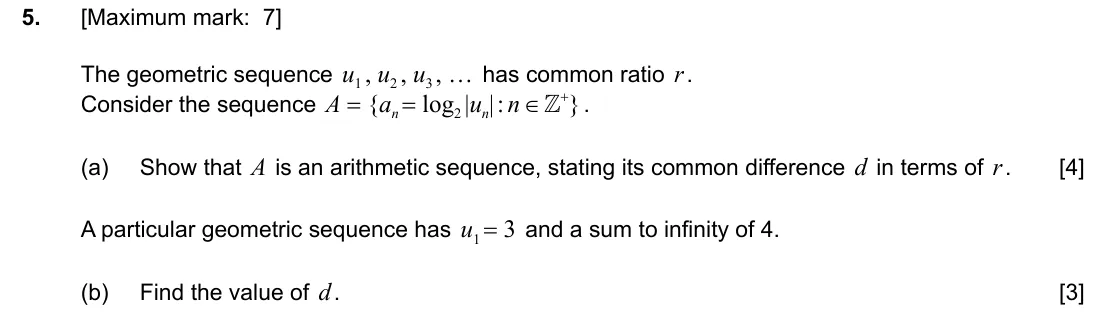 5. [Maximum mark: 7]
The geometric sequence u₁, u₂, u₃, … has common ratio r.
Consider the sequence A = {aₙ = log₂|uₙ| : n ∈ ℤ⁺}.
(a) Show that A is an arithmetic sequence, stating its common difference d in terms of r. [4]
A particular geometric sequence has u₁ = 3 and a sum to infinity of 4.
(b) Find the value of d. [3]